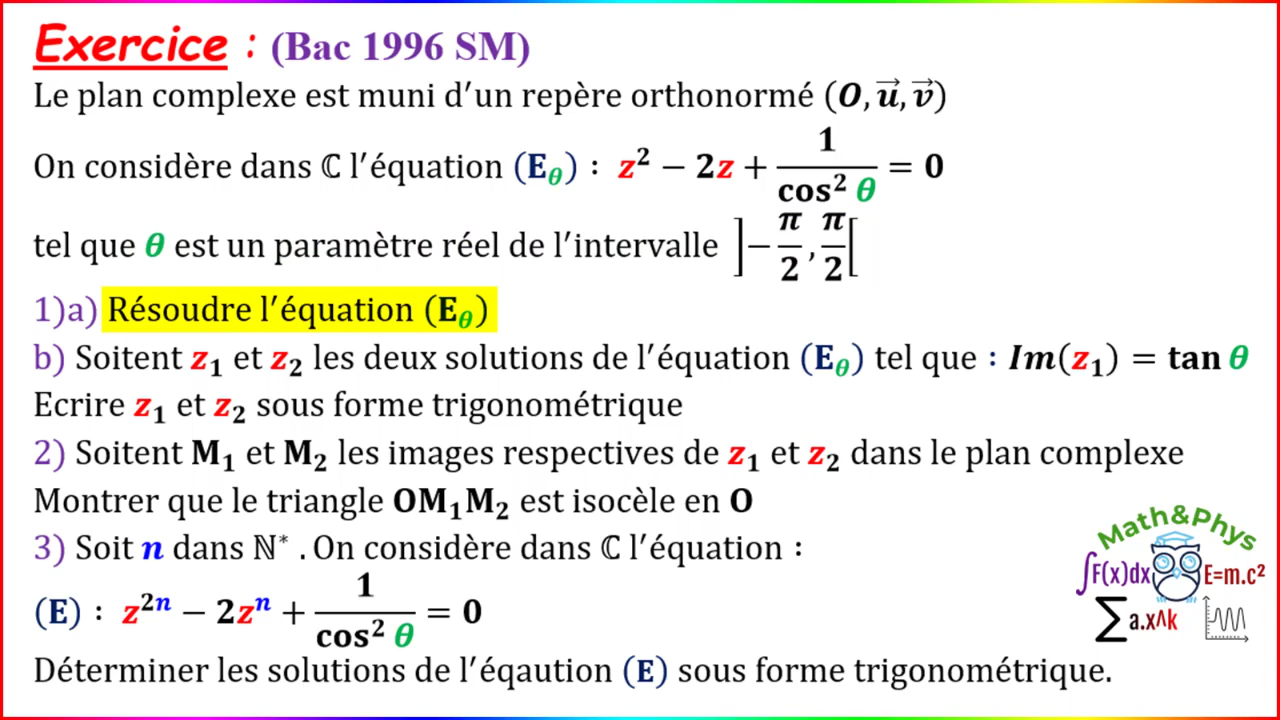 Exercice : (Bac 1996 SM)
Le plan complexe est muni d’un repère orthonormé (O, u⃗, v⃗)
On considère dans ℂ l’équation (E_θ) : z² − 2z + 1/cos² θ = 0
tel que θ est un paramètre réel de l’intervalle ]−π/2, π/2[
1)a) Résoudre l’équation (E_θ)
b) Soitent z₁ et z₂ les deux solutions de l’équation (E_θ) tel que : Im(z₁) = tan θ
Ecrire z₁ et z₂ sous forme trigonométrique
2) Soitent M₁ et M₂ les images respectives de z₁ et z₂ dans le plan complexe
Montrer que le triangle OM₁M₂ est isocèle en O
3) Soit n dans ℕ* . On considère dans ℂ l’équation :
(E) : z²ⁿ − 2zⁿ + 1/cos² θ = 0
Déterminer les solutions de l’éqaution (E) sous forme trigonométrique.
Math&Phys
∫F(x)dx E=m.c²
∑ a.x^k